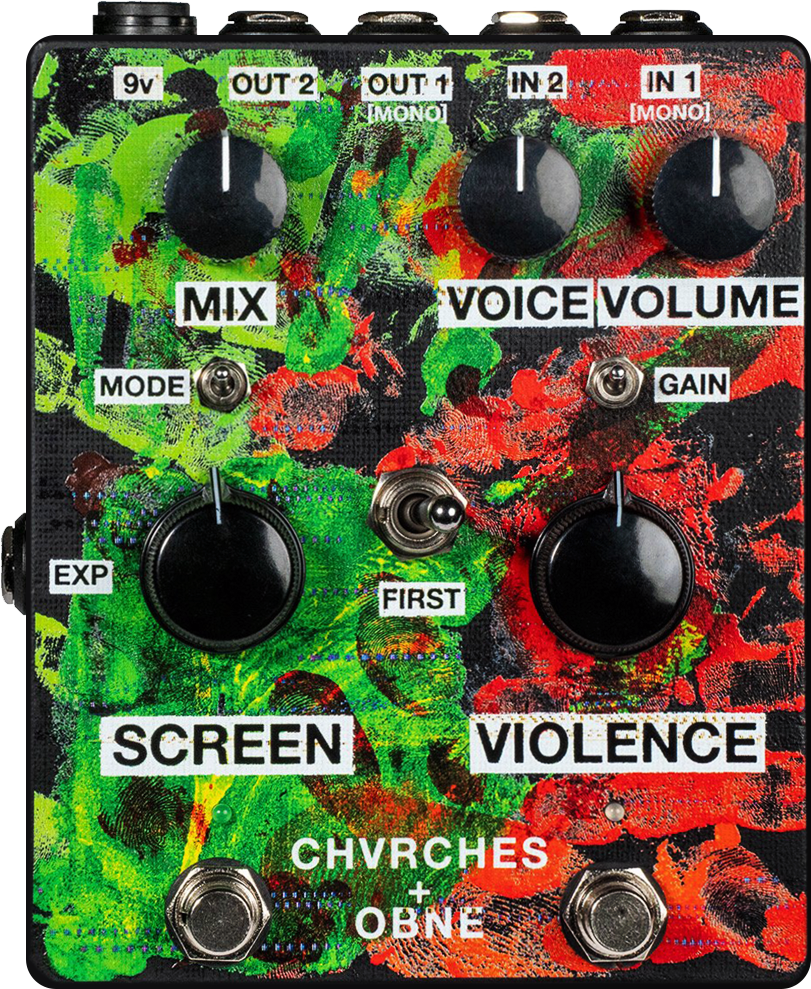 9v OUT 2 OUT 1 IN 2 IN 1
[MONO] [MONO]
MIX VOICE VOLUME
MODE GAIN
EXP FIRST
SCREEN VIOLENCE
CHVRCHES
+
OBNE